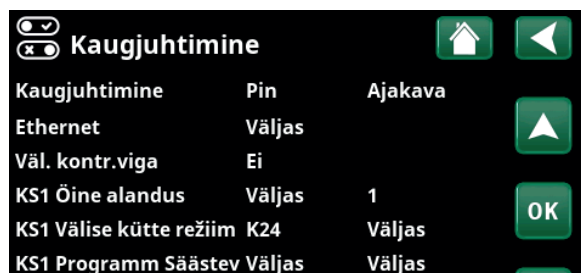 Kaugjuhtimine
Kaugjuhtimine Pin Ajakava
Ethernet Väljas
Väl. kontr.viga Ei
KS1 Öine alandus Väljas 1
OK
KS1 Välise kütte režiim K24 Väljas
KS1 Programm Säästev Väljas Väljas